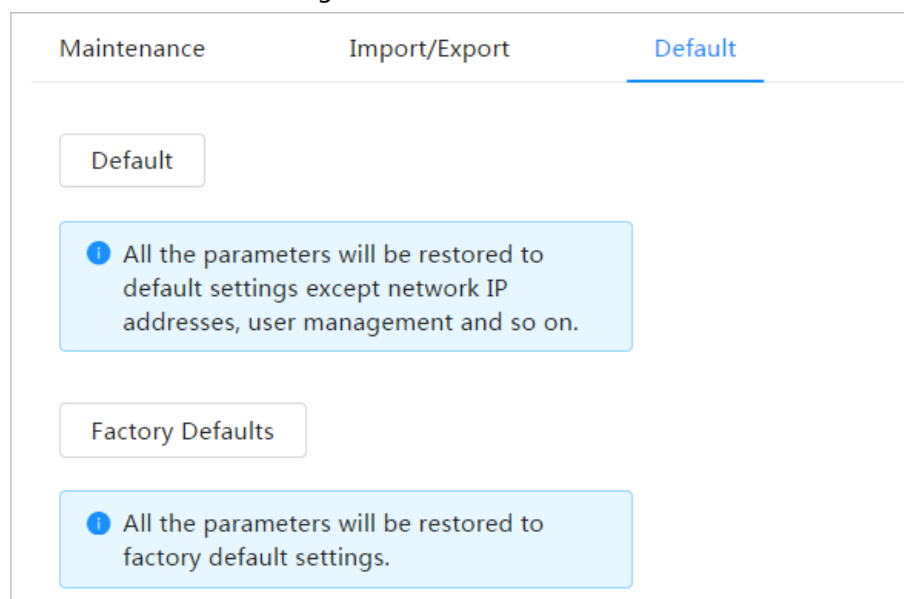 Maintenance Import/Export Default
Default
All the parameters will be restored to
default settings except network IP
addresses, user management and so on.
Factory Defaults
All the parameters will be restored to
factory default settings.